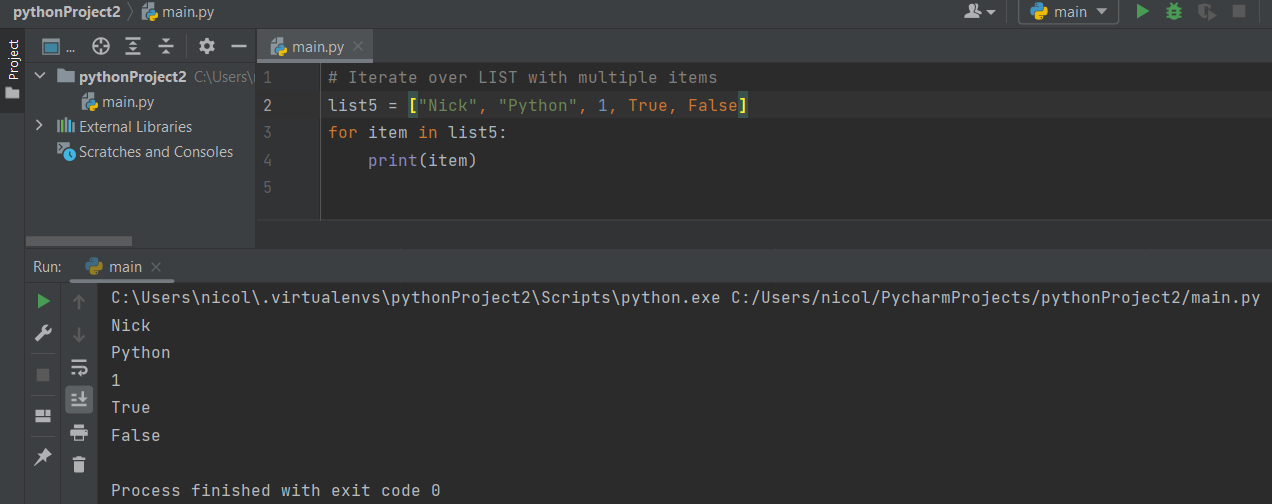 pythonProject2 main.py
main
Project
...
main.py
pythonProject2 C:\Users\
main.py
External Libraries
Scratches and Consoles
1 # Iterate over LIST with multiple items
2 list5 = ["Nick", "Python", 1, True, False]
3 for item in list5:
4     print(item)
5
Run: main
C:\Users\nicol\.virtualenvs\pythonProject2\Scripts\python.exe C:/Users/nicol/PycharmProjects/pythonProject2/main.py
Nick
Python
1
True
False
Process finished with exit code 0